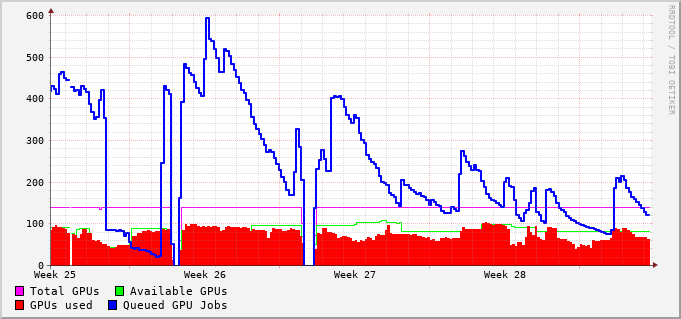 600
500
400
300
200
100
0
Week 25 Week 26 Week 27 Week 28
Total GPUs Available GPUs
GPUs used Queued GPU Jobs
RRDTOOL / TOBI OETIKER